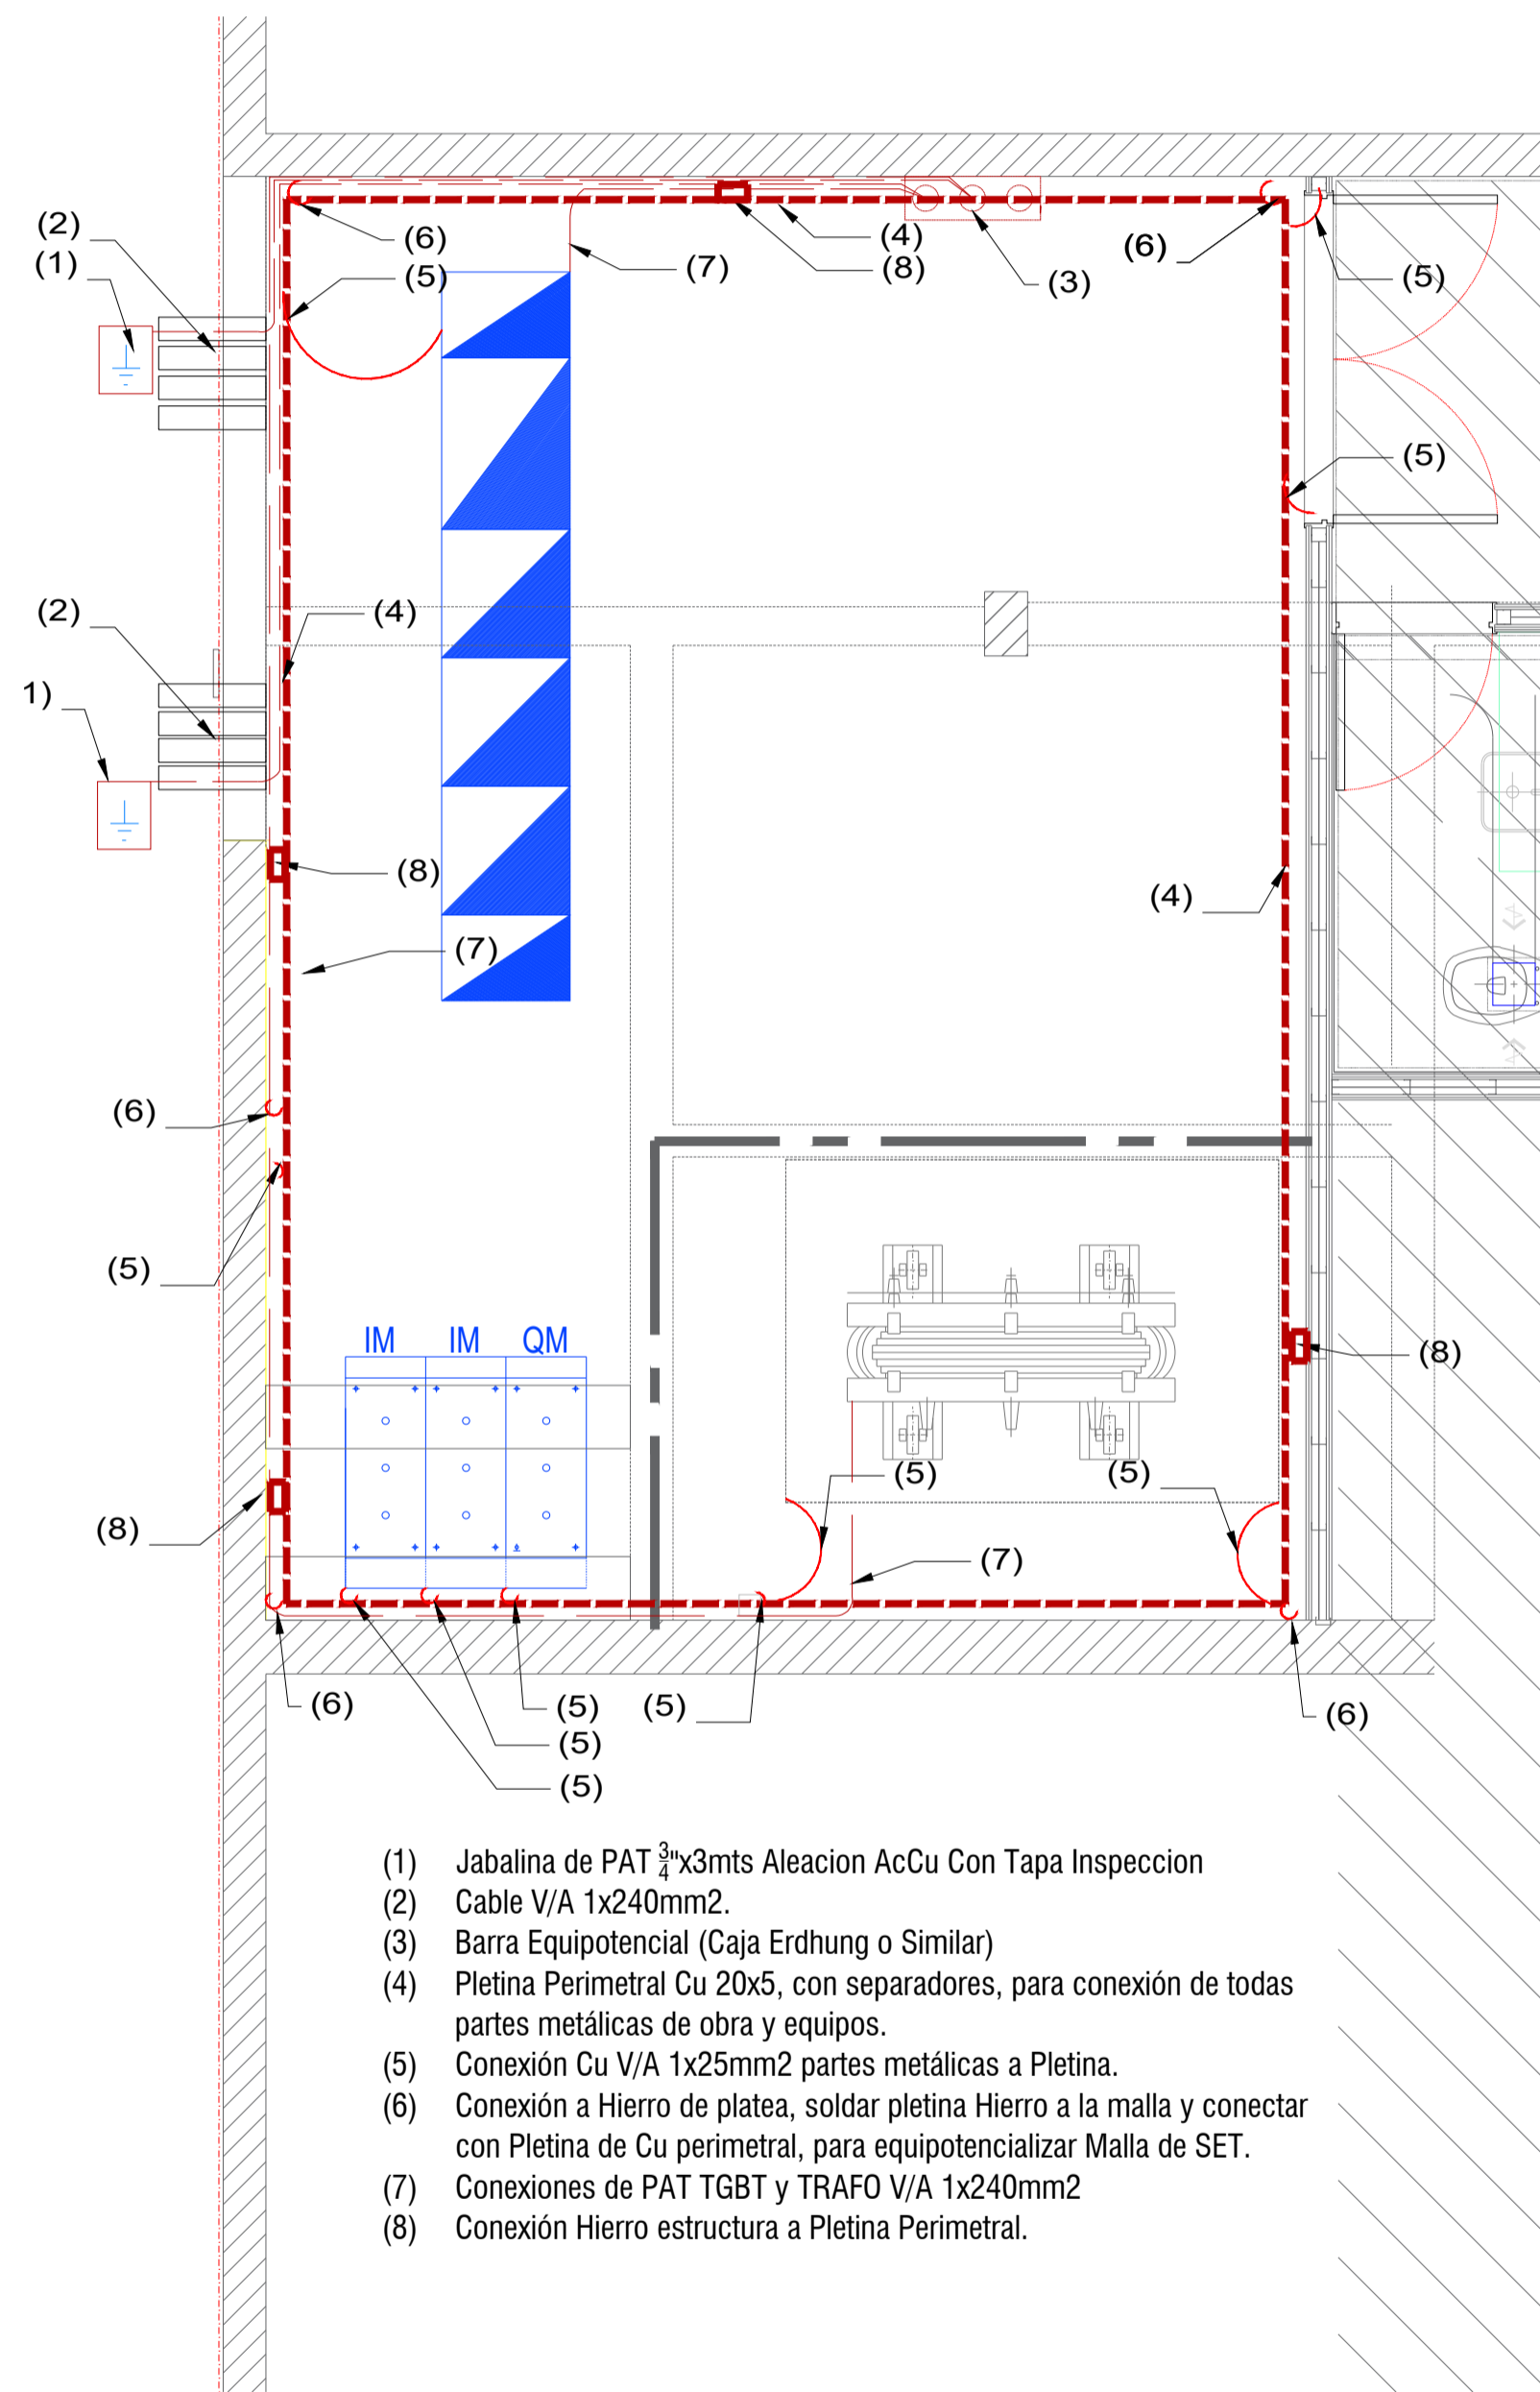 (2)
(6)
(6)
(4)
(1)
(7)
(8)
(5)
(3)
(5)
(5)
(2)
(4)
1)
(8)
(4)
(7)
(6)
(5)
IM IM QM
(8)
(5)
(5)
(8)
(7)
(6)
(5)
(5)
(6)
(5)
(5)
(1) Jabalina de PAT 3/4"x3mts Aleacion AcCu Con Tapa Inspeccion
(2) Cable V/A 1x240mm2.
(3) Barra Equipotencial (Caja Erdhung o Similar)
(4) Pletina Perimetral Cu 20x5, con separadores, para conexión de todas
partes metálicas de obra y equipos.
(5) Conexión Cu V/A 1x25mm2 partes metálicas a Pletina.
(6) Conexión a Hierro de platea, soldar pletina Hierro a la malla y conectar
con Pletina de Cu perimetral, para equipotencializar Malla de SET.
(7) Conexiones de PAT TGBT y TRAFO V/A 1x240mm2
(8) Conexión Hierro estructura a Pletina Perimetral.